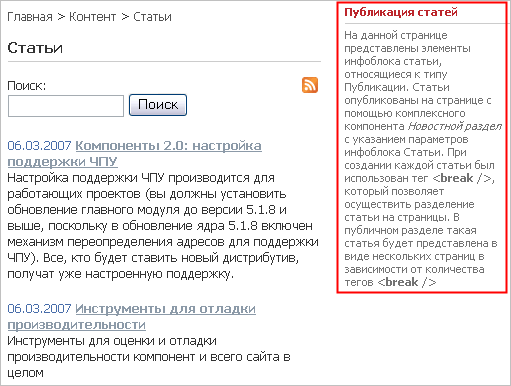 Главная > Контент > Статьи
Статьи
Поиск:
Поиск
06.03.2007 Компоненты 2.0: настройка
поддержки ЧПУ
Настройка поддержки ЧПУ производится для
работающих проектов (вы должны установить
обновление главного модуля до версии 5.1.8 и
выше, поскольку в обновление ядра 5.1.8 включен
механизм переопределения адресов для поддержки
ЧПУ). Все, кто будет ставить новый дистрибутив,
получат уже настроенную поддержку.
06.03.2007 Инструменты для отладки
производительности
Инструменты для оценки и отладки
производительности компонент и всего сайта в
целом
Публикация статей
На данной странице
представлены элементы
инфоблока статьи,
относящиеся к типу
Публикации. Статьи
опубликованы на странице с
помощью комплексного
компонента Новостной раздел
с указанием параметров
инфоблока Статьи. При
создании каждой статьи был
использован тег <break />,
который позволяет
осуществить разделение
статьи на страницы. В
публичном разделе такая
статья будет представлена в
виде нескольких страниц в
зависимости от количества
тегов <break />